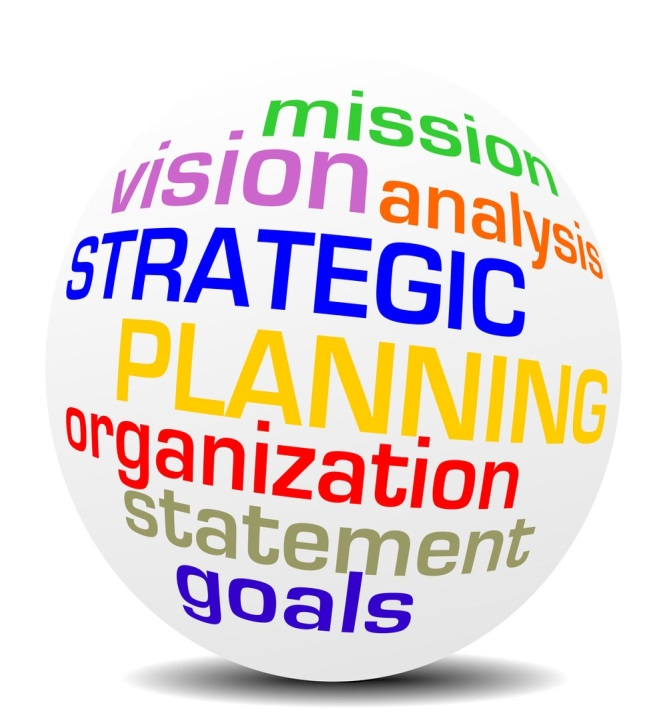 mission
vision analysis
STRATEGIC
PLANNING
organization
statement
goals